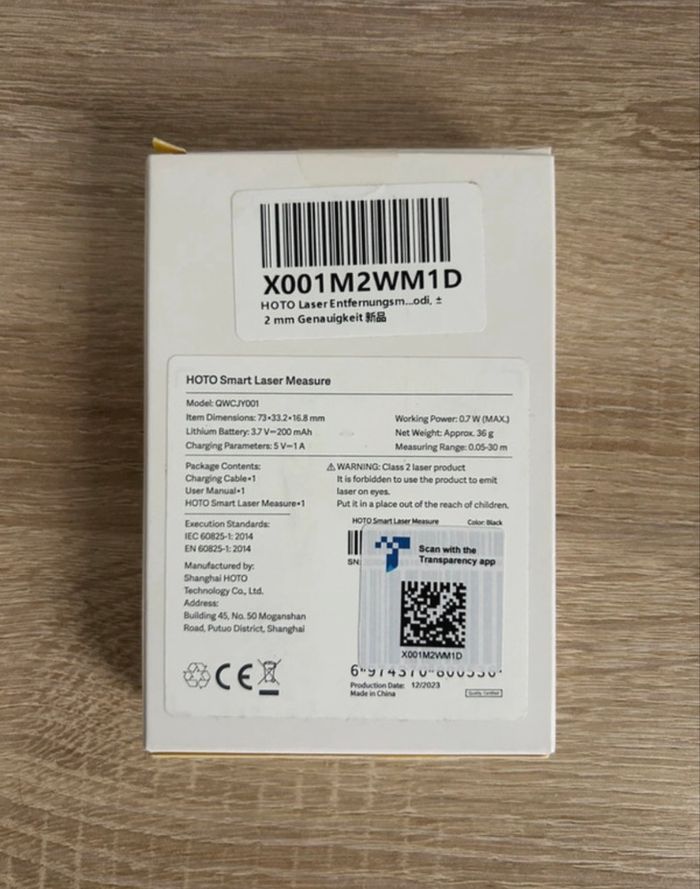 X001M2WM1D
HOTO Laser Entfernungsm...odi, ±
2 mm Genauigkeit 新品
HOTO Smart Laser Measure
Model: QWCJY001
Item Dimensions: 73×33.2×16.8 mm
Lithium Battery: 3.7 V⎓200 mAh
Charging Parameters: 5 V⎓1 A
Working Power: 0.7 W (MAX.)
Net Weight: Approx. 36 g
Measuring Range: 0.05-30 m
Package Contents:
Charging Cable×1
User Manual×1
HOTO Smart Laser Measure×1
⚠ WARNING: Class 2 laser product
It is forbidden to use the product to emit
laser on eyes.
Put it in a place out of the reach of children.
Execution Standards:
IEC 60825-1: 2014
EN 60825-1: 2014
Manufactured by:
Shanghai HOTO
Technology Co., Ltd.
Address:
Building 45, No. 50 Moganshan
Road, Putuo District, Shanghai
CE
HOTO Smart Laser Measure Color: Black
SN:
Scan with the
Transparency app
X001M2WM1D
6 974370 800536
Production Date: 12/2023
Made in China
Quality Certified